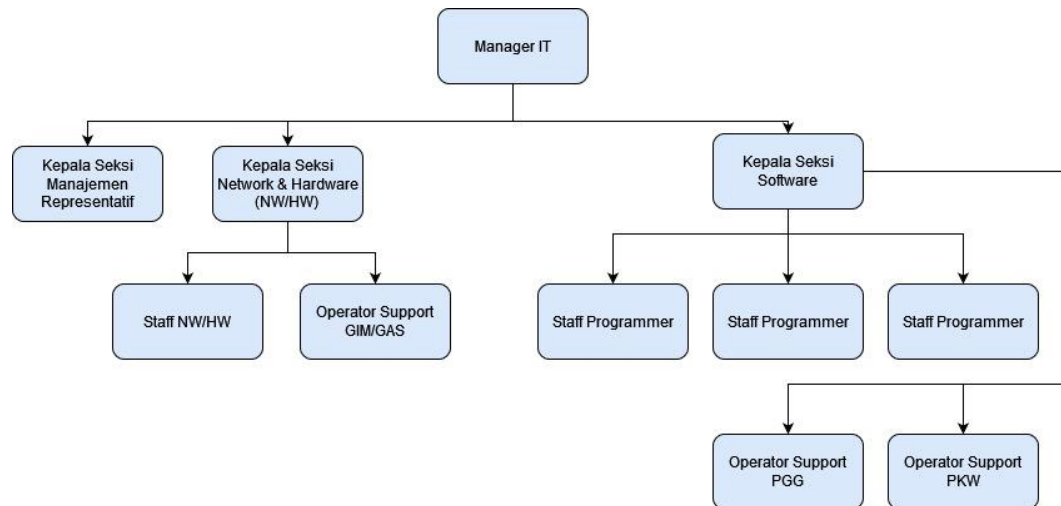 Manager IT
Kepala Seksi
Manajemen
Representatif
Kepala Seksi
Network & Hardware
(NW/HW)
Kepala Seksi
Software
Staff NW/HW
Operator Support
GIM/GAS
Staff Programmer
Staff Programmer
Staff Programmer
Operator Support
PGG
Operator Support
PKW